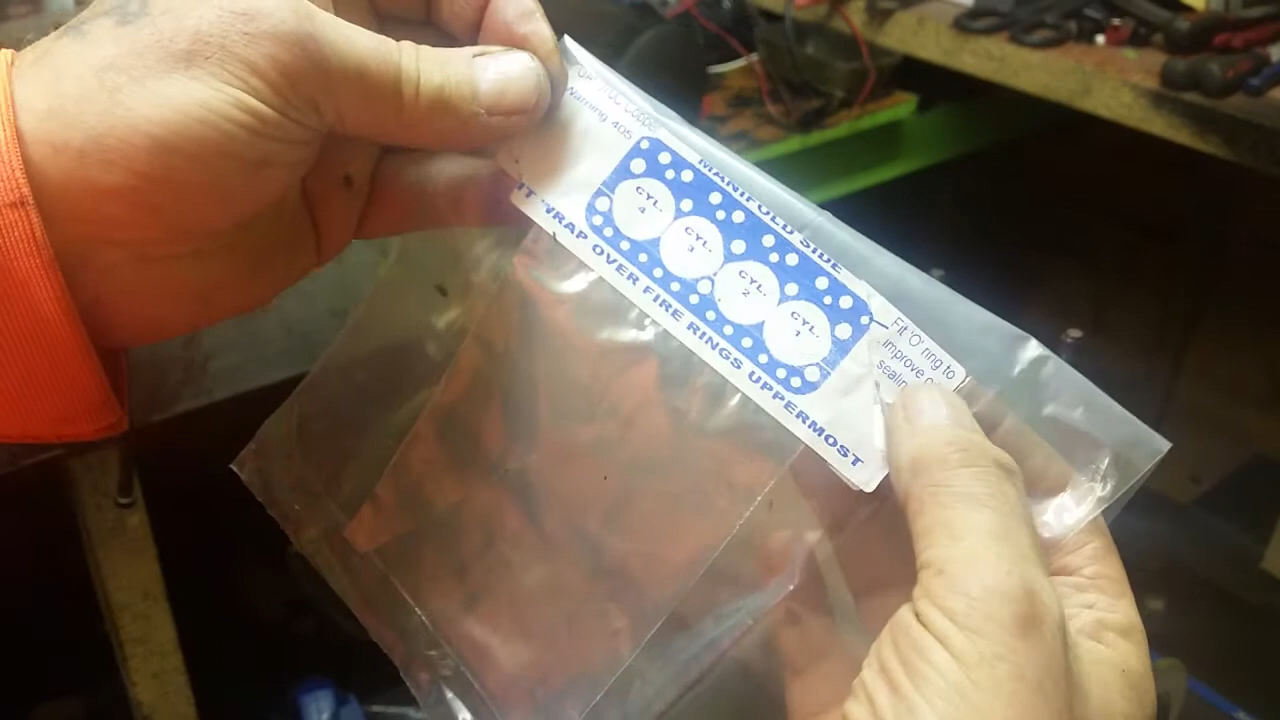 Warning 405
MANIFOLD SIDE
CYL.
4
CYL.
3
CYL.
2
CYL.
1
Fit 'O' ring to
improve
sealin
WRAP OVER FIRE RINGS UPPERMOST